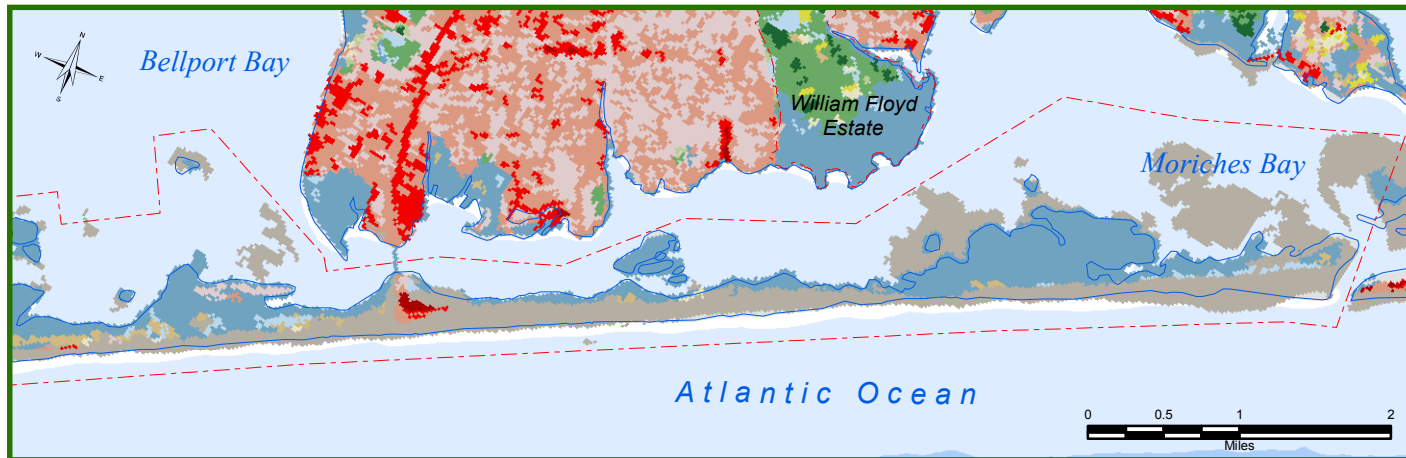 N
W
E
S
Bellport Bay
William Floyd
Estate
Moriches Bay
Atlantic Ocean
0 0.5 1 2
Miles